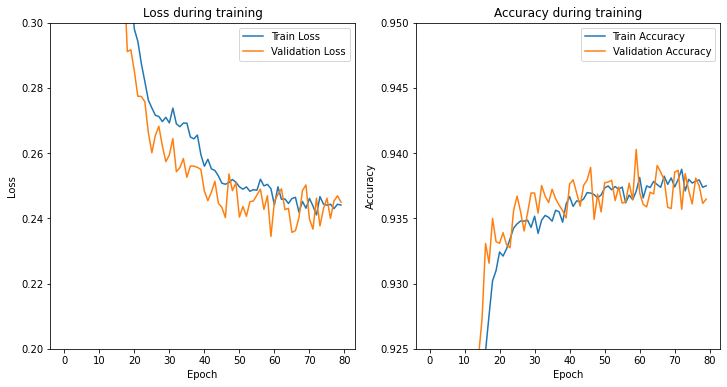 Loss during training
Loss
0.30
0.28
0.26
0.24
0.22
0.20
Train Loss
Validation Loss
0 10 20 30 40 50 60 70 80
Epoch
Accuracy during training
Accuracy
0.950
0.945
0.940
0.935
0.930
0.925
Train Accuracy
Validation Accuracy
0 10 20 30 40 50 60 70 80
Epoch